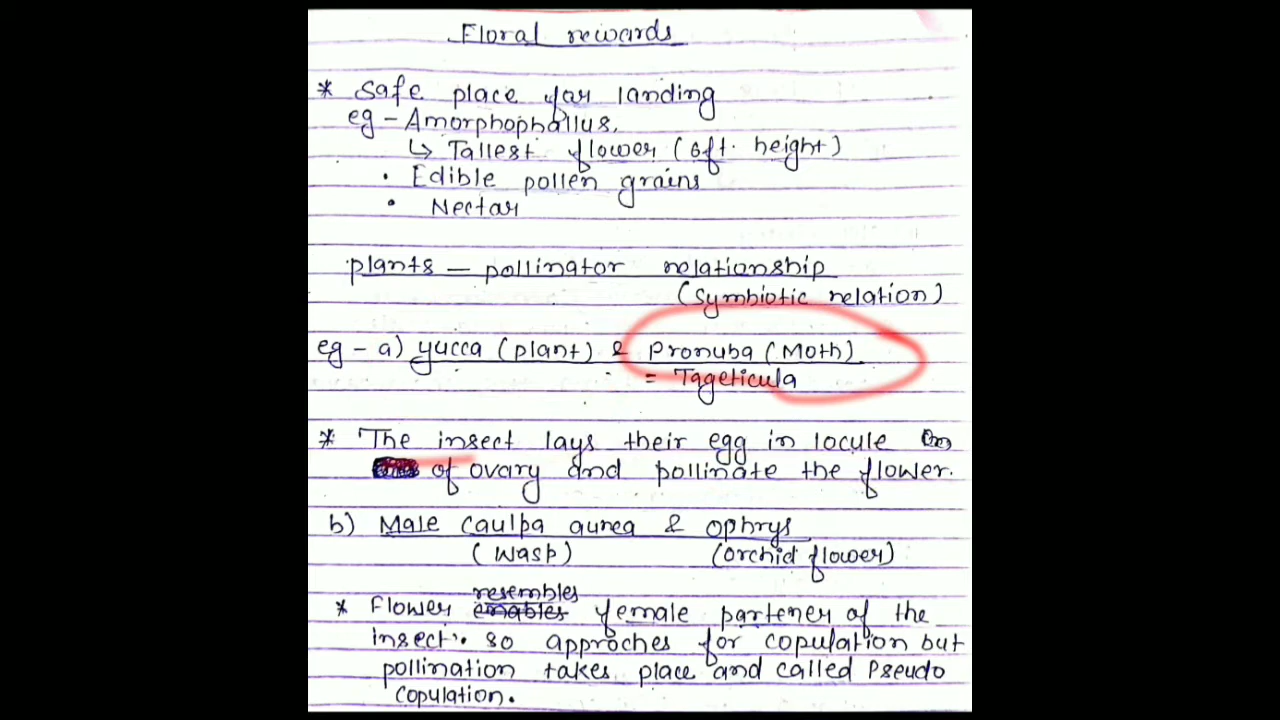 Floral rewards
* Safe place for landing
eg - Amorphophallus.
↳ Tallest flower (6ft. height)
• Edible pollen grains
• Nectar
plants - pollinator relationship
(Symbiotic relation)
eg - a) yucca (plant) & Pronuba (Moth)
= Tageticula
* The insect lays their egg in locule
of ovary and pollinate the flower.
b) Male Caulpa aurea & ophrys
(Wasp) (Orchid flower)
resembles
* Flower enables female partener of the
insect. so approches for copulation but
pollination takes place and called Pseudo
copulation.